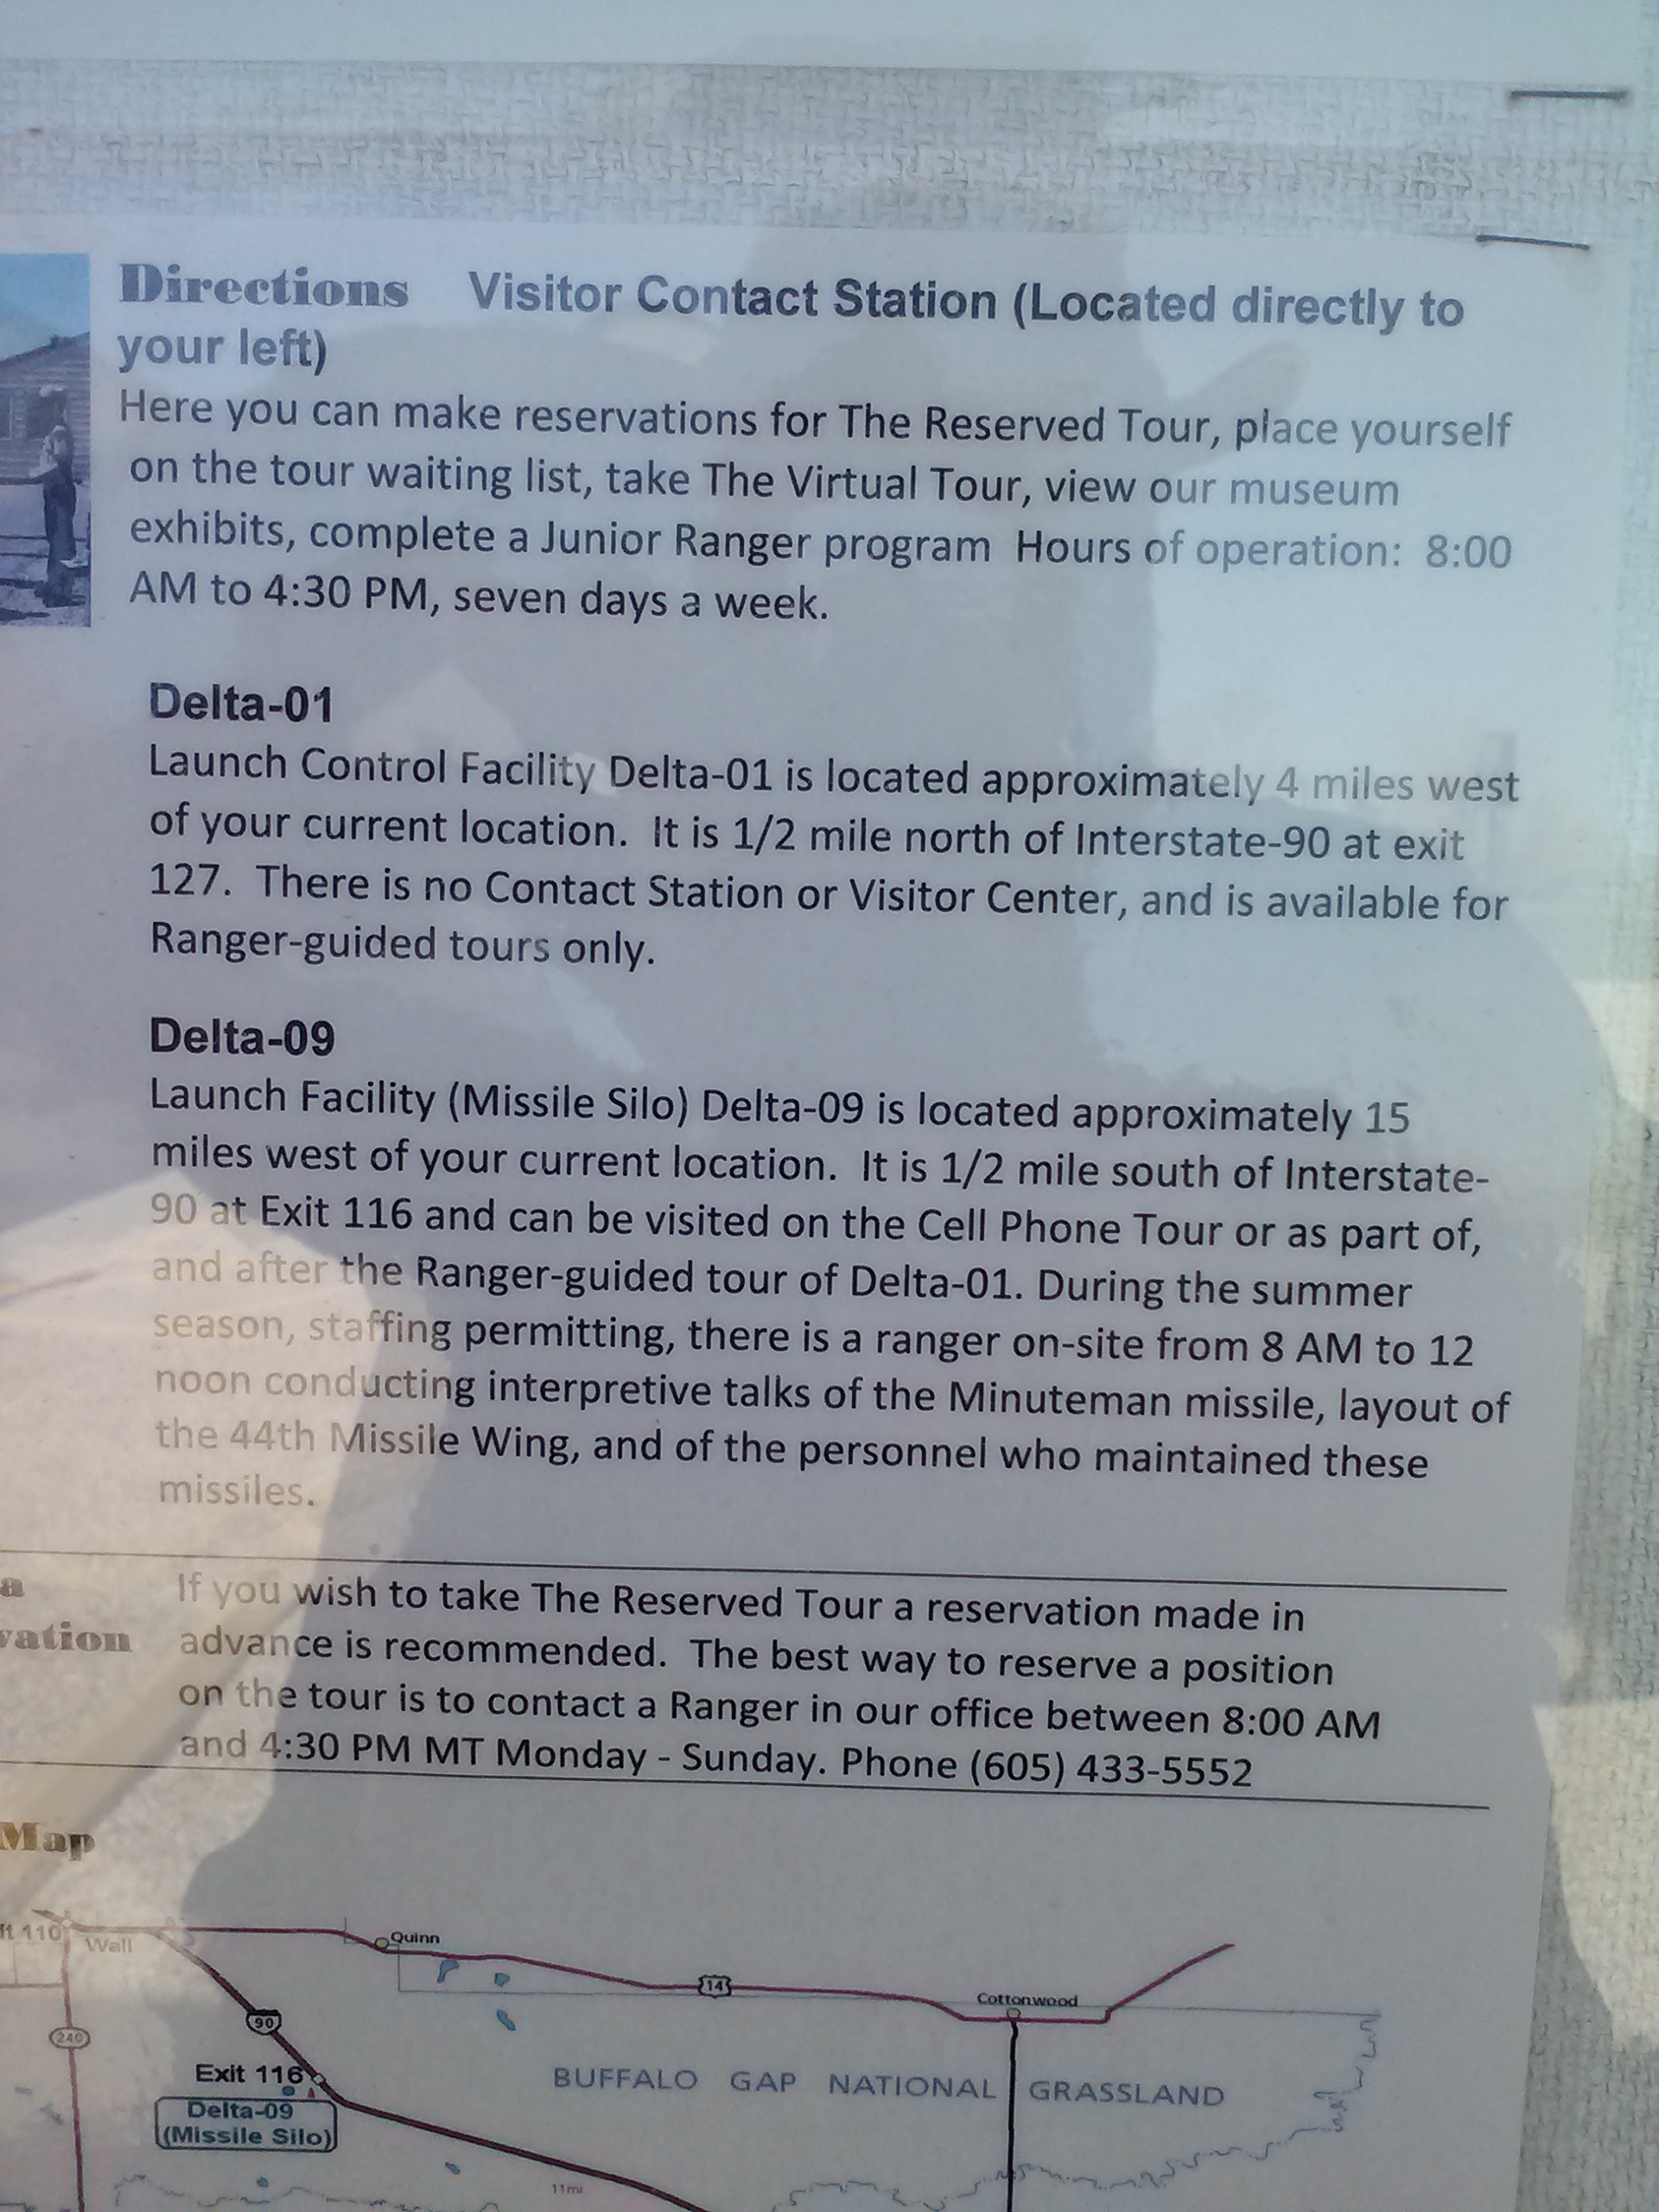 Directions Visitor Contact Station (Located directly to
your left)
Here you can make reservations for The Reserved Tour, place yourself
on the tour waiting list, take The Virtual Tour, view our museum
exhibits, complete a Junior Ranger program Hours of operation: 8:00
AM to 4:30 PM, seven days a week.
Delta-01
Launch Control Facility Delta-01 is located approximately 4 miles west
of your current location. It is 1/2 mile north of Interstate-90 at exit
127. There is no Contact Station or Visitor Center, and is available for
Ranger-guided tours only.
Delta-09
Launch Facility (Missile Silo) Delta-09 is located approximately 15
miles west of your current location. It is 1/2 mile south of Interstate-
90 at Exit 116 and can be visited on the Cell Phone Tour or as part of,
and after the Ranger-guided tour of Delta-01. During the summer
season, staffing permitting, there is a ranger on-site from 8 AM to 12
noon conducting interpretive talks of the Minuteman missile, layout of
the 44th Missile Wing, and of the personnel who maintained these
missiles.
a
vation
If you wish to take The Reserved Tour a reservation made in
advance is recommended. The best way to reserve a position
on the tour is to contact a Ranger in our office between 8:00 AM
and 4:30 PM MT Monday - Sunday. Phone (605) 433-5552
Map
it 110
Wall
Quinn
14
Cottonwood
90
240
Exit 116
BUFFALO GAP NATIONAL GRASSLAND
Delta-09
(Missile Silo)
11mi